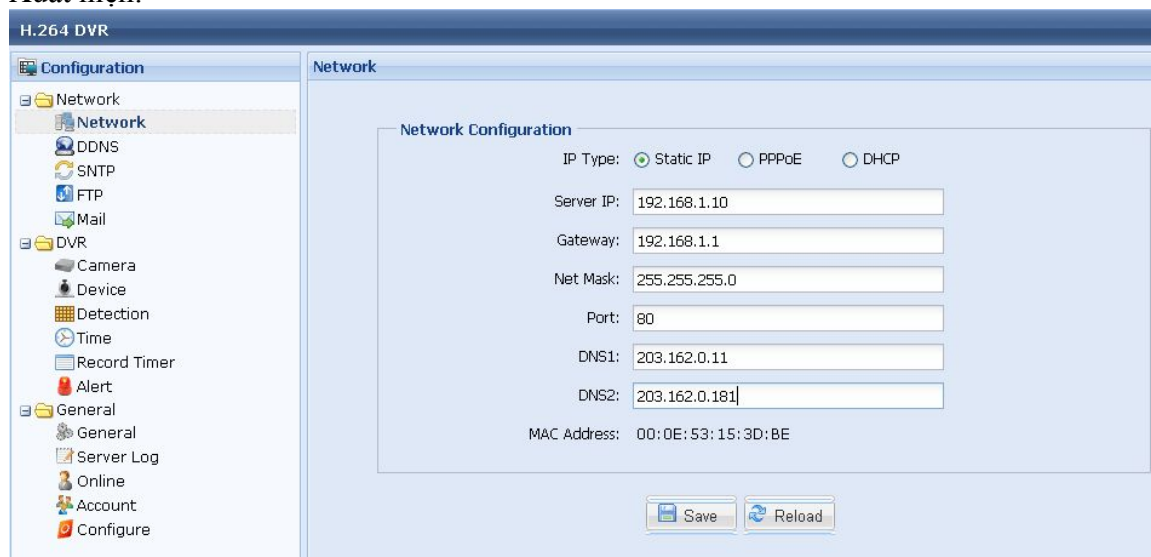 H.264 DVR
Configuration
Network
Network
DDNS
SNTP
FTP
Mail
DVR
Camera
Device
Detection
Time
Record Timer
Alert
General
General
Server Log
Online
Account
Configure
Network
Network Configuration
IP Type: Static IP PPPoE DHCP
Server IP: 192.168.1.10
Gateway: 192.168.1.1
Net Mask: 255.255.255.0
Port: 80
DNS1: 203.162.0.11
DNS2: 203.162.0.181
MAC Address: 00:0E:53:15:3D:BE
Save Reload